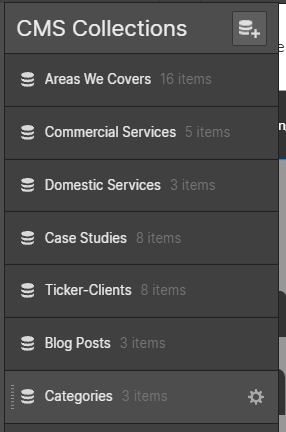 CMS Collections
Areas We Covers 16 items
Commercial Services 5 items
Domestic Services 3 items
Case Studies 8 items
Ticker-Clients 8 items
Blog Posts 3 items
Categories 3 items